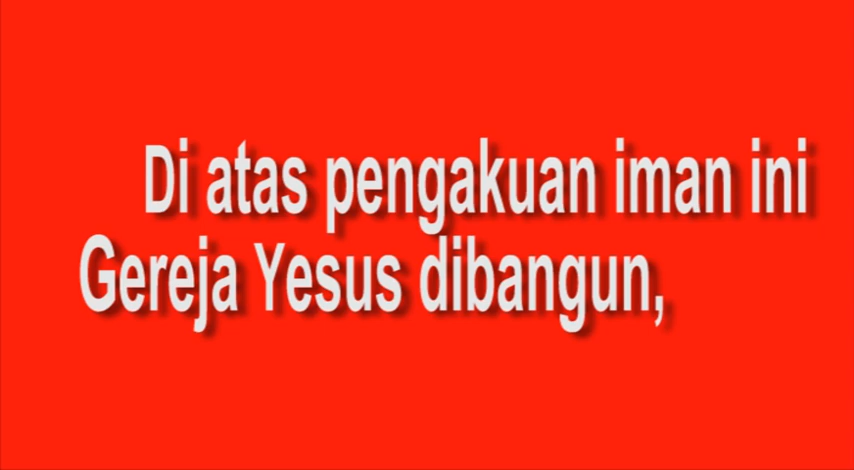 Di atas pengakuan iman ini
Gereja Yesus dibangun,